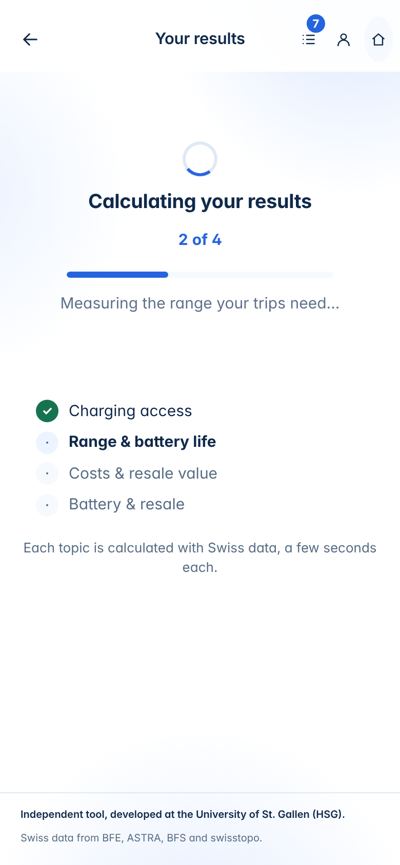 7
Your results
Calculating your results
2 of 4
Measuring the range your trips need...
Charging access
Range & battery life
Costs & resale value
Battery & resale
Each topic is calculated with Swiss data, a few seconds
each.
Independent tool, developed at the University of St. Gallen (HSG).
Swiss data from BFE, ASTRA, BFS and swisstopo.